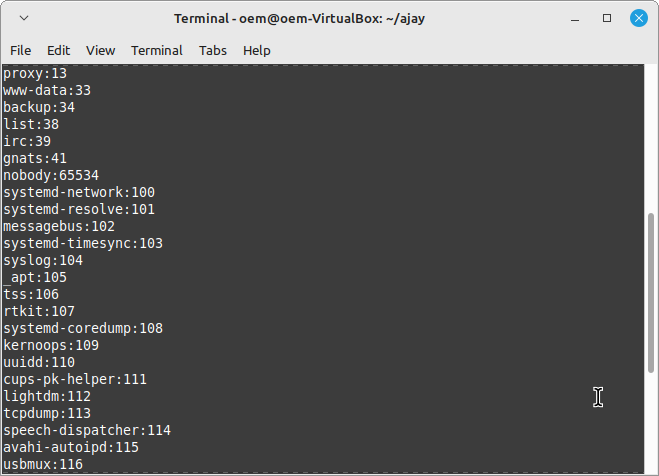 Terminal - oem@oem-VirtualBox: ~/ajay
File Edit View Terminal Tabs Help
proxy:13
www-data:33
backup:34
list:38
irc:39
gnats:41
nobody:65534
systemd-network:100
systemd-resolve:101
messagebus:102
systemd-timesync:103
syslog:104
_apt:105
tss:106
rtkit:107
systemd-coredump:108
kernoops:109
uuidd:110
cups-pk-helper:111
lightdm:112
tcpdump:113
speech-dispatcher:114
avahi-autoipd:115
usbmux:116